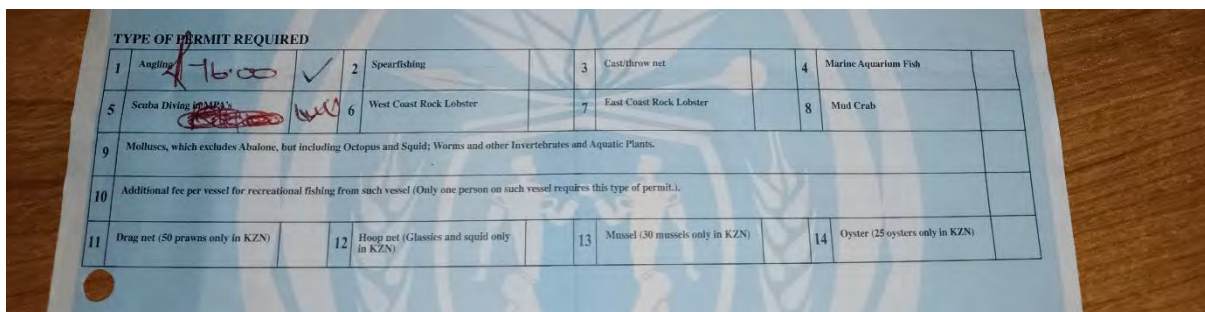 TYPE OF PERMIT REQUIRED
1 Angling 76.00 ✓ 2 Spearfishing 3 Cast/throw net 4 Marine Aquarium Fish
5 Scuba Diving in MPA's 6 West Coast Rock Lobster 7 East Coast Rock Lobster 8 Mud Crab
9 Molluscs, which excludes Abalone, but including Octopus and Squid; Worms and other Invertebrates and Aquatic Plants.
10 Additional fee per vessel for recreational fishing from such vessel (Only one person on such vessel requires this type of permit.).
11 Drag net (50 prawns only in KZN) 12 Hoop net (Glassies and squid only in KZN) 13 Mussel (30 mussels only in KZN) 14 Oyster (25 oysters only in KZN)